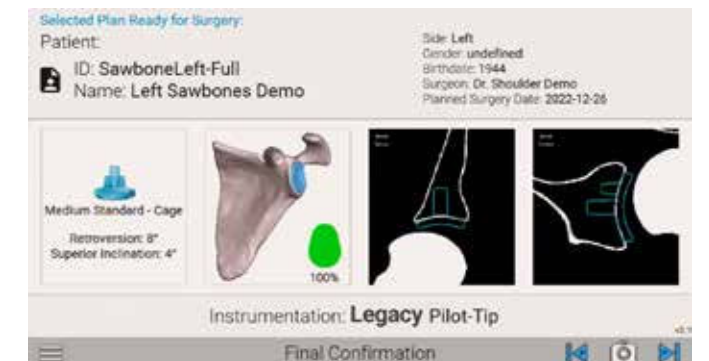 Selected Plan Ready for Surgery:
Patient:
ID: SawboneLeft-Full
Name: Left Sawbones Demo
Side: Left
Gender: undefined
Birthdate: 1944
Surgeon: Dr. Shoulder Demo
Planned Surgery Date: 2022-12-26
Medium Standard - Cage
Retroversion: 8°
Superior Inclination: 4°
100%
Instrumentation: Legacy Pilot-Tip
Final Confirmation